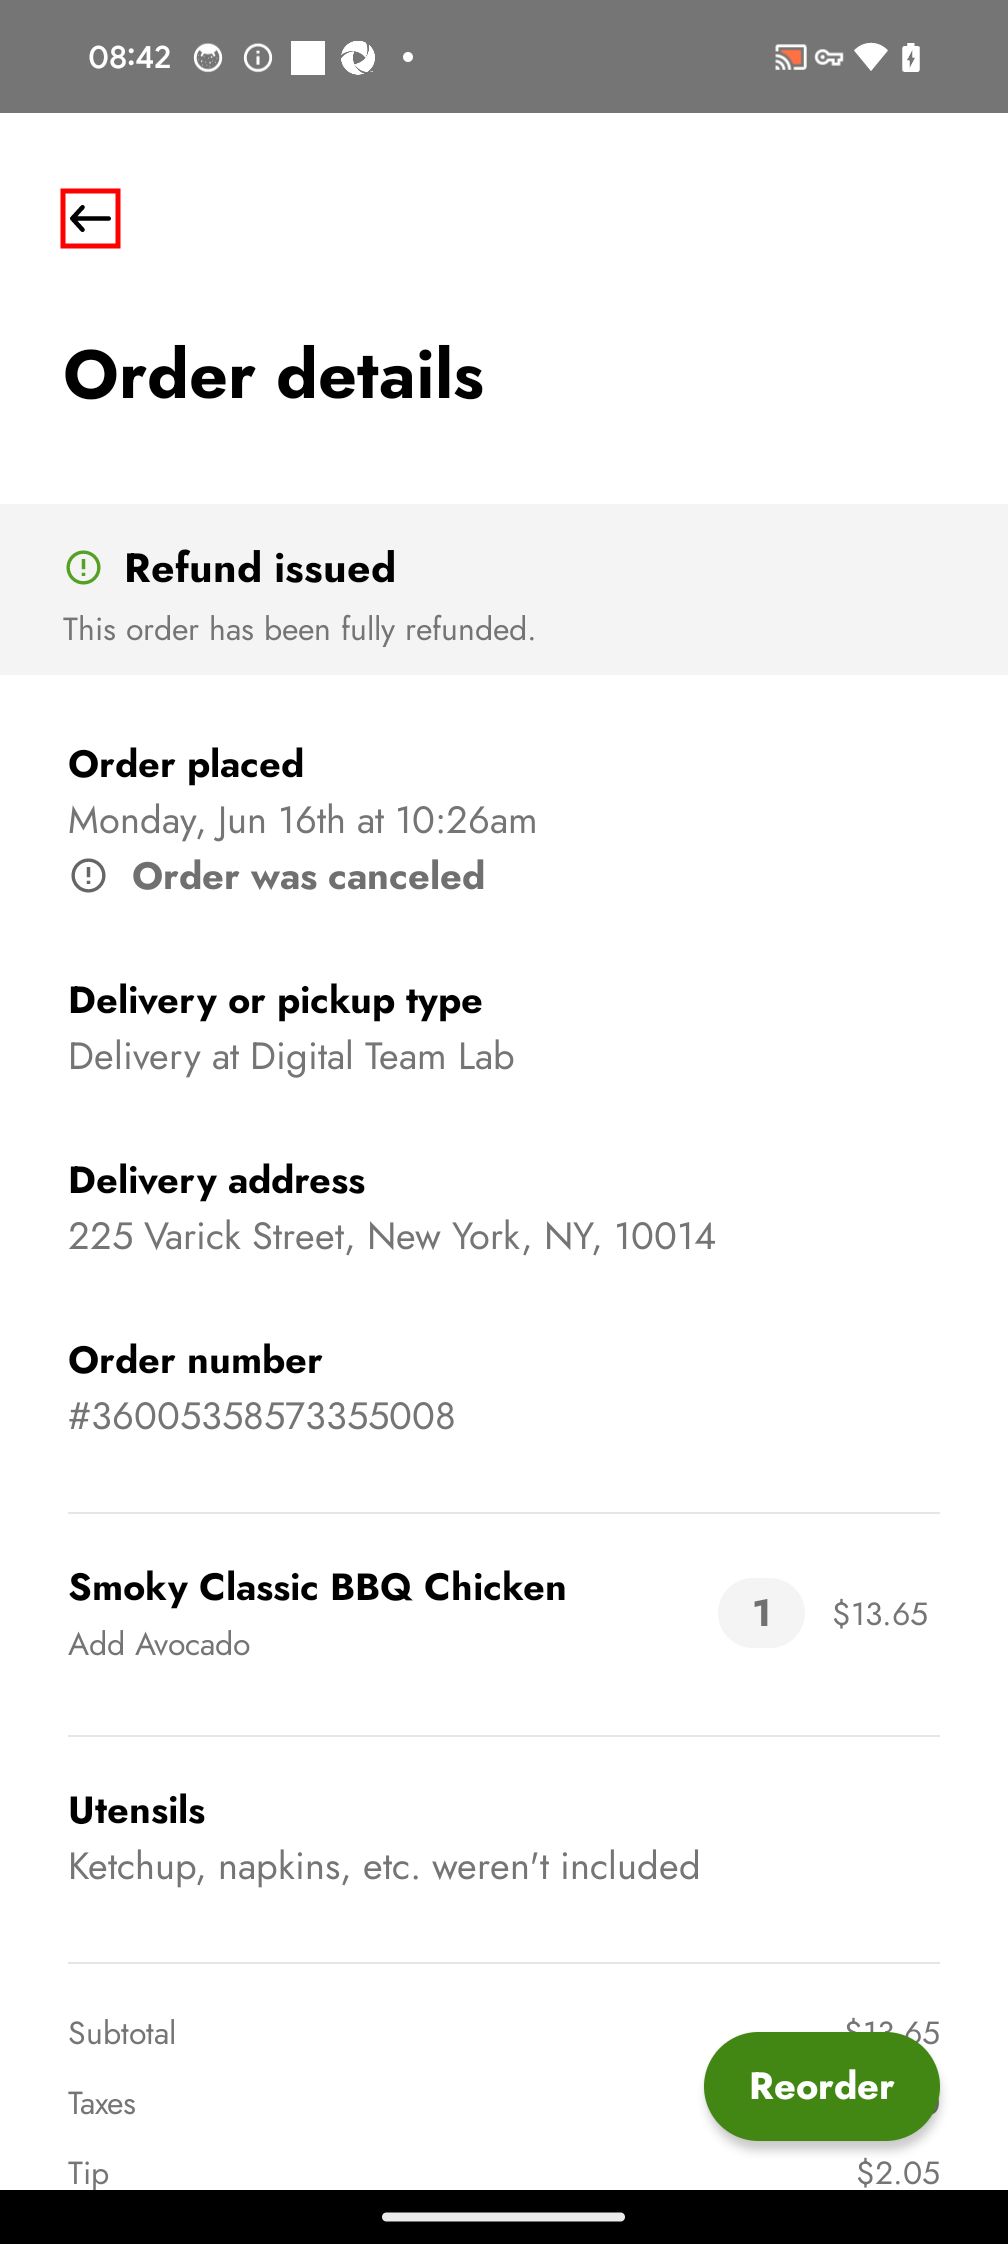 08:42
Order details
Refund issued
This order has been fully refunded.
Order placed
Monday, Jun 16th at 10:26am
Order was canceled
Delivery or pickup type
Delivery at Digital Team Lab
Delivery address
225 Varick Street, New York, NY, 10014
Order number
#36005358573355008
Smoky Classic BBQ Chicken
1 $13.65
Add Avocado
Utensils
Ketchup, napkins, etc. weren't included
Subtotal $13.65
Taxes
Reorder
Tip $2.05